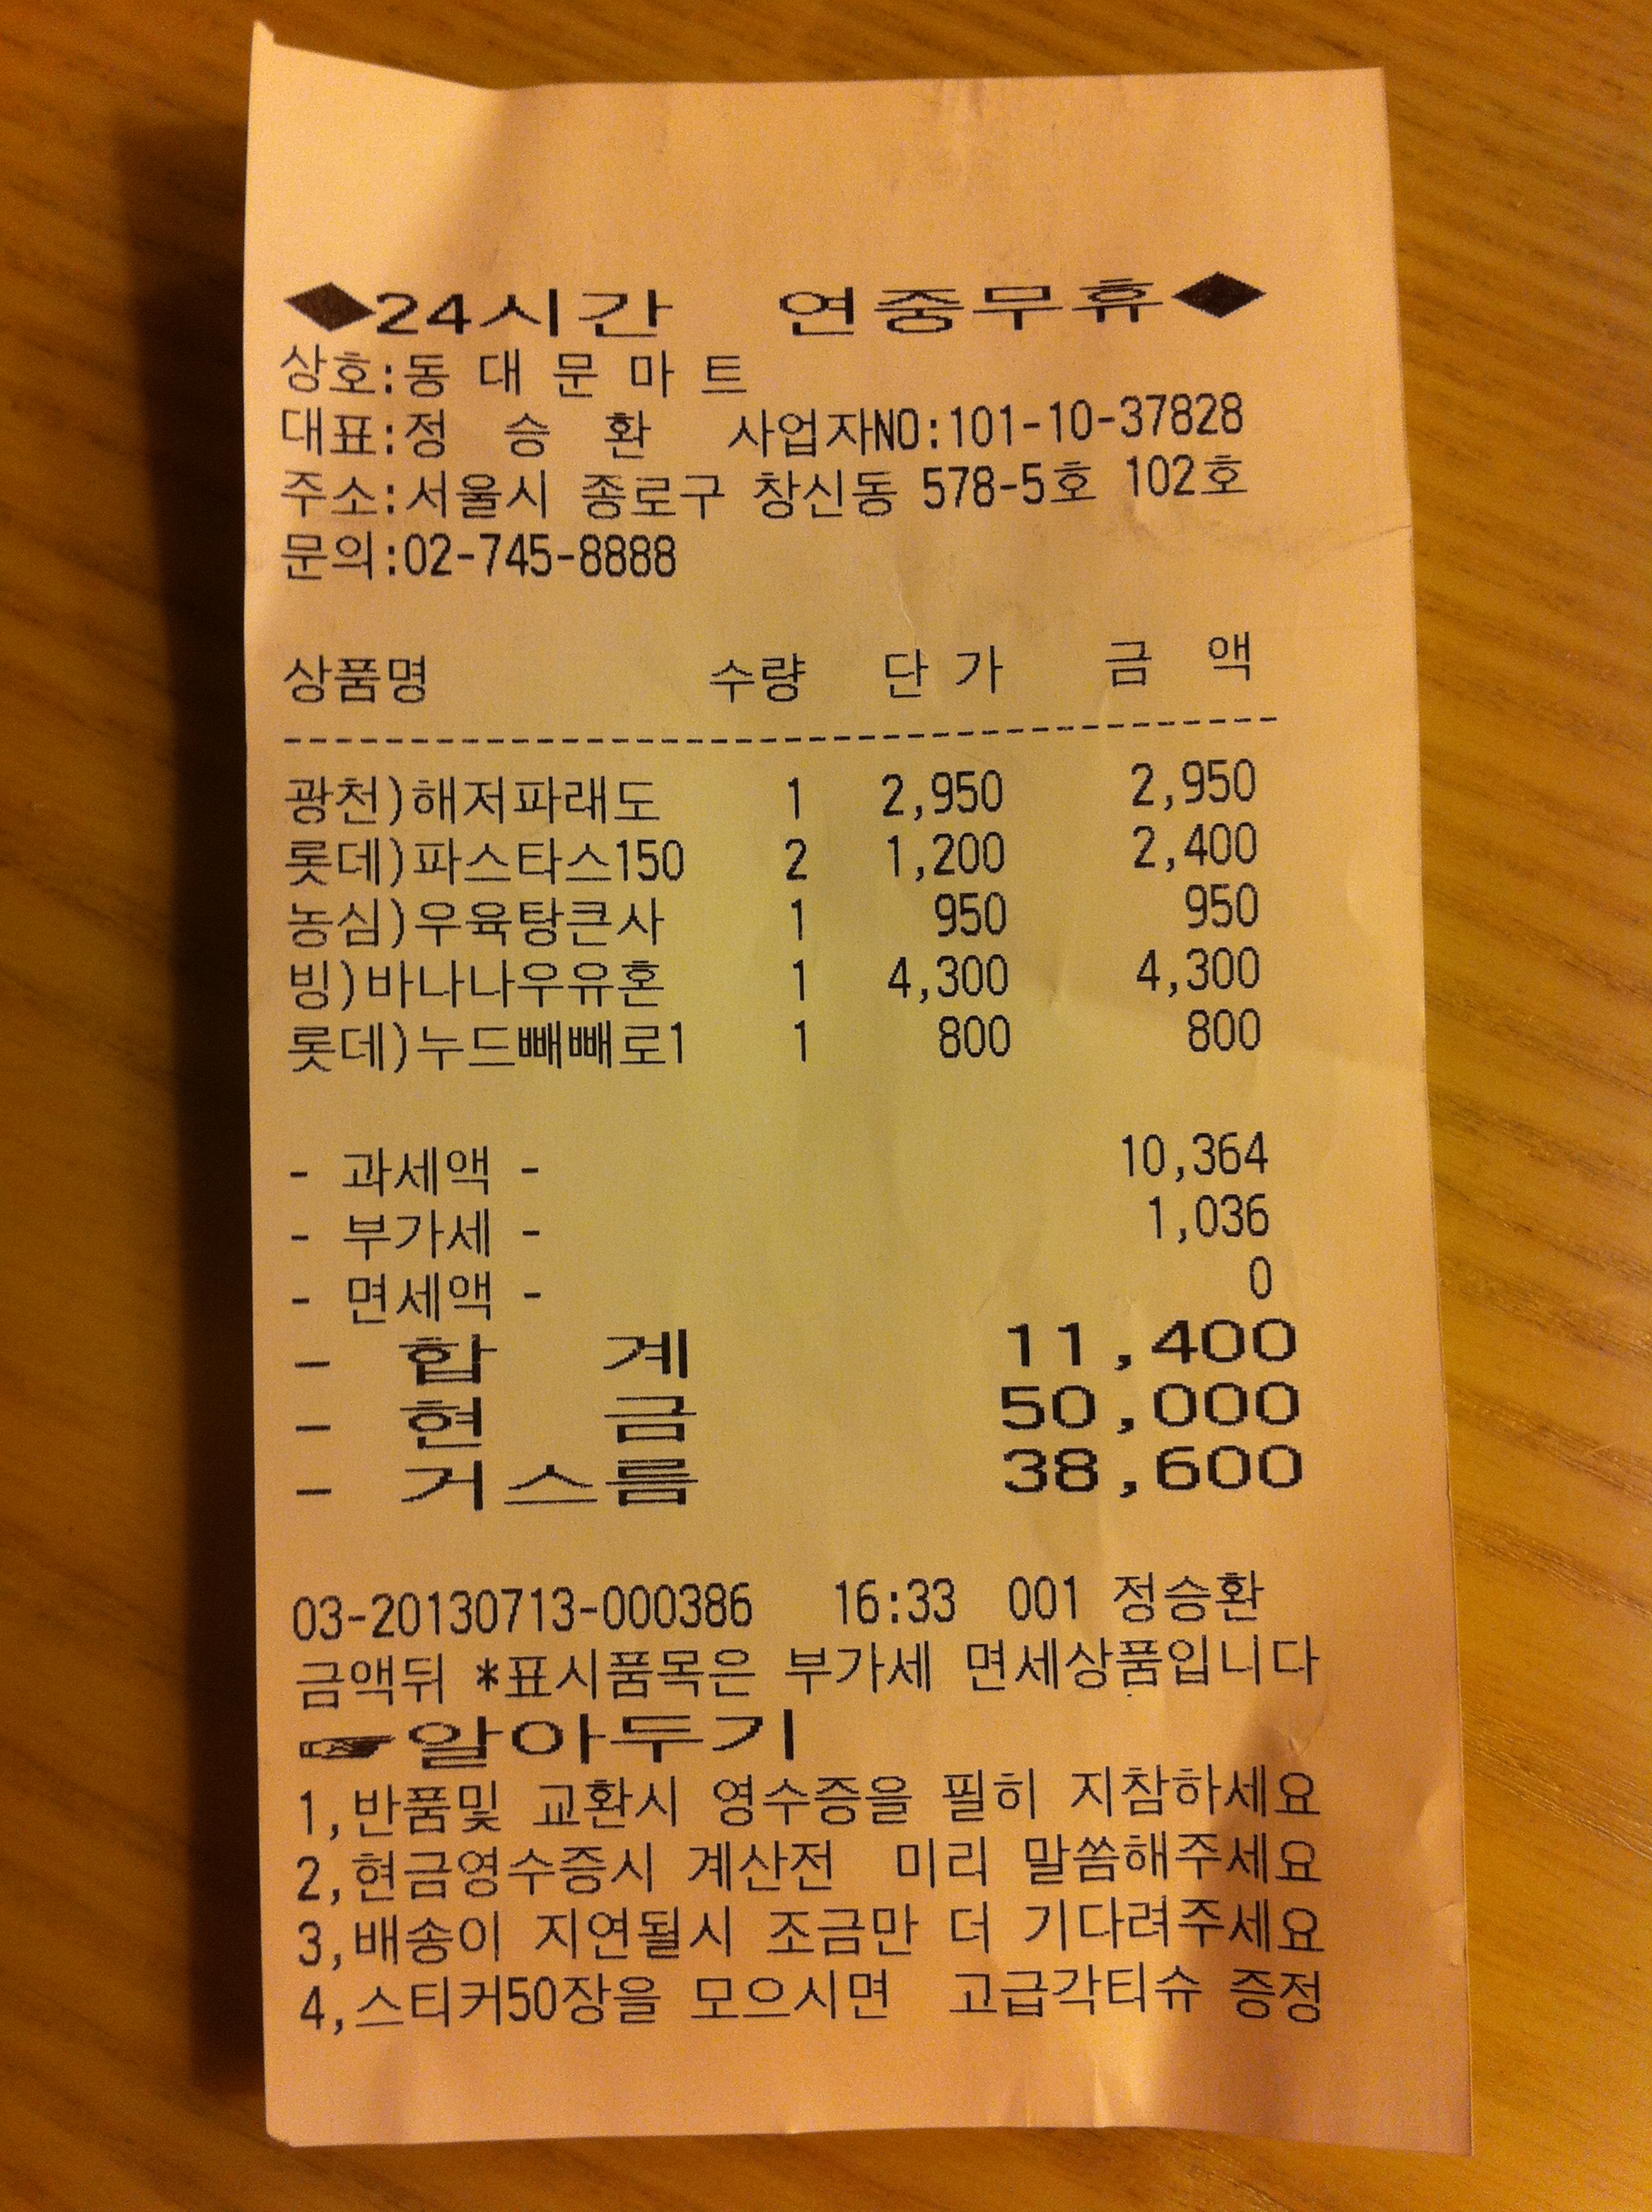 ◆24시간 연중무휴◆
상호:동 대 문 마 트
대표:정 승 환 사업자NO:101-10-37828
주소:서울시 종로구 창신동 578-5호 102호
문의:02-745-8888
상품명 수량 단 가 금 액
--------------------------------
광천)해저파래도 1 2,950 2,950
롯데)파스타스150 2 1,200 2,400
농심)우육탕큰사 1 950 950
빙)바나나우유혼 1 4,300 4,300
롯데)누드빼빼로1 1 800 800
- 과세액 - 10,364
- 부가세 - 1,036
- 면세액 - 0
- 합 계 11,400
- 현 금 50,000
- 거스름 38,600
03-20130713-000386 16:33 001 정승환
금액뒤 *표시품목은 부가세 면세상품입니다
☞알아두기
1,반품및 교환시 영수증을 필히 지참하세요
2,현금영수증시 계산전 미리 말씀해주세요
3,배송이 지연될시 조금만 더 기다려주세요
4,스티커50장을 모으시면 고급각티슈 증정